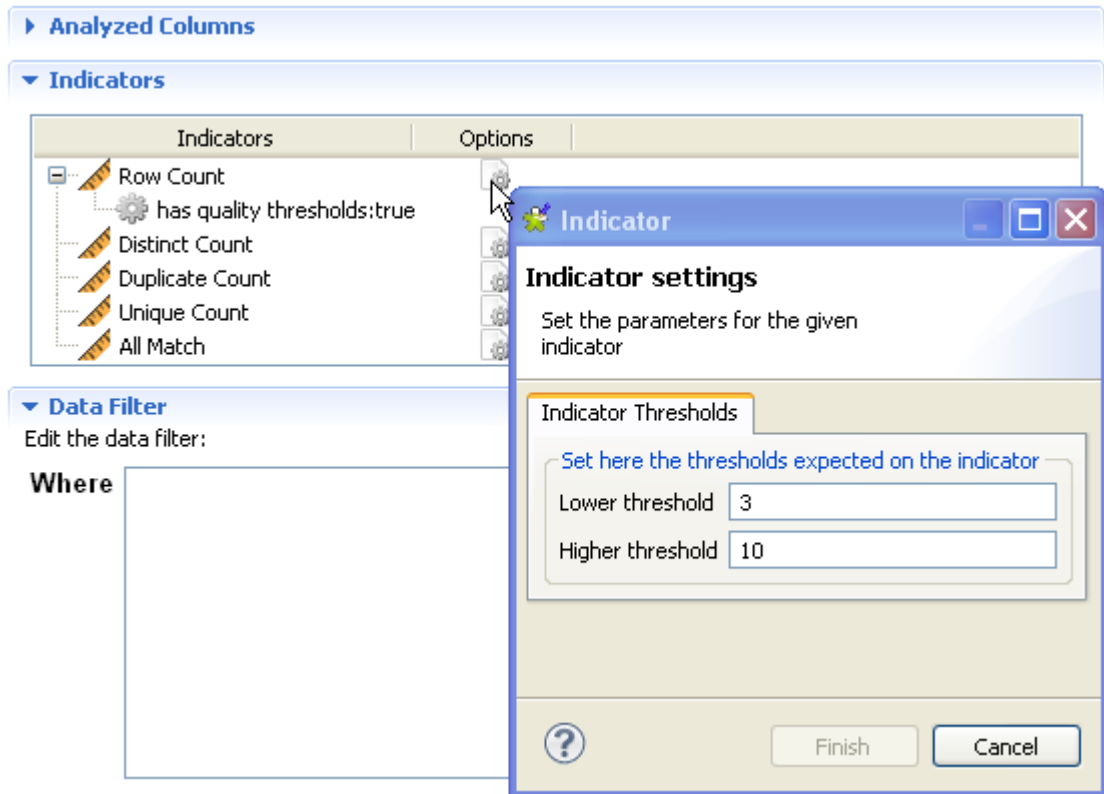 Analyzed Columns
Indicators
Indicators Options
Row Count
has quality thresholds:true
Distinct Count
Duplicate Count
Unique Count
All Match
Data Filter
Edit the data filter:
Where
Indicator
Indicator settings
Set the parameters for the given
indicator
Indicator Thresholds
Set here the thresholds expected on the indicator
Lower threshold 3
Higher threshold 10
?
Finish Cancel